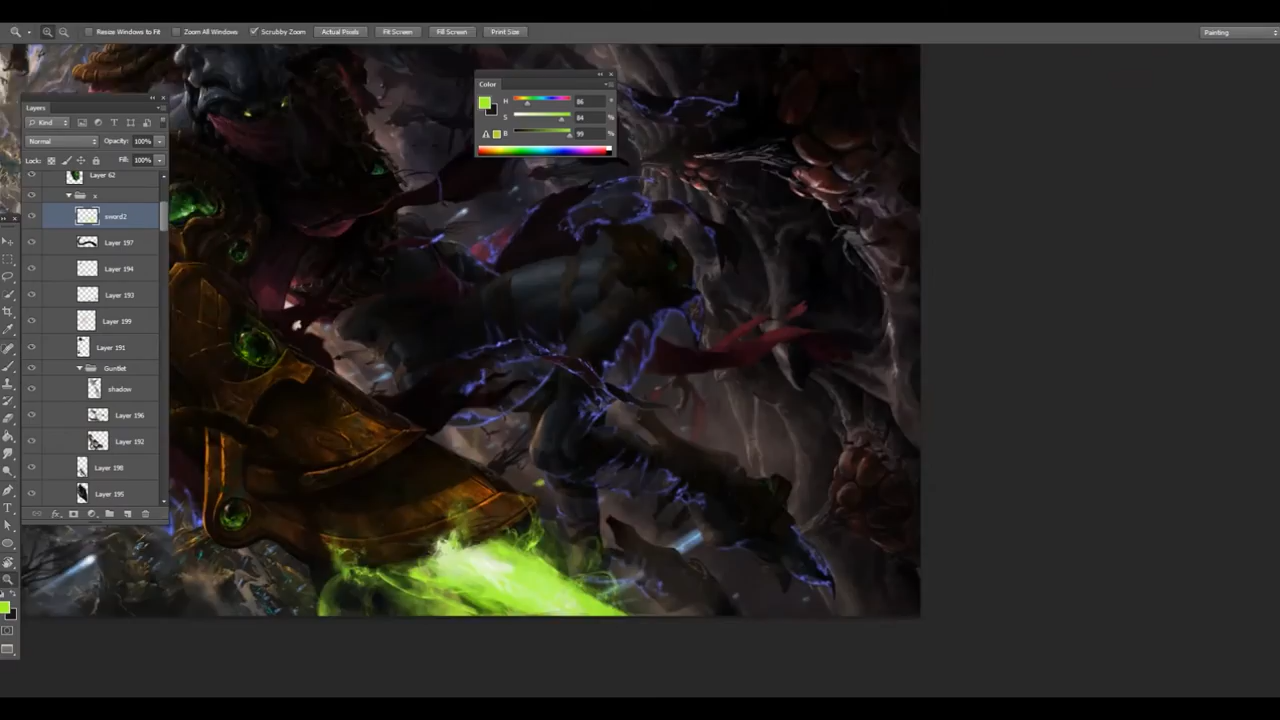 Resize Windows to Fit Zoom All Windows Scrubby Zoom Actual Pixels Fit Screen Fill Screen Print Size Painting
Color
H 86 °
S 84 %
B 99 %
Layers
Kind
Normal Opacity: 100%
Lock: Fill: 100%
Layer 62
x
sword2
Layer 197
Layer 194
Layer 193
Layer 199
Layer 191
Guntlet
shadow
Layer 196
Layer 192
Layer 198
Layer 195
fx